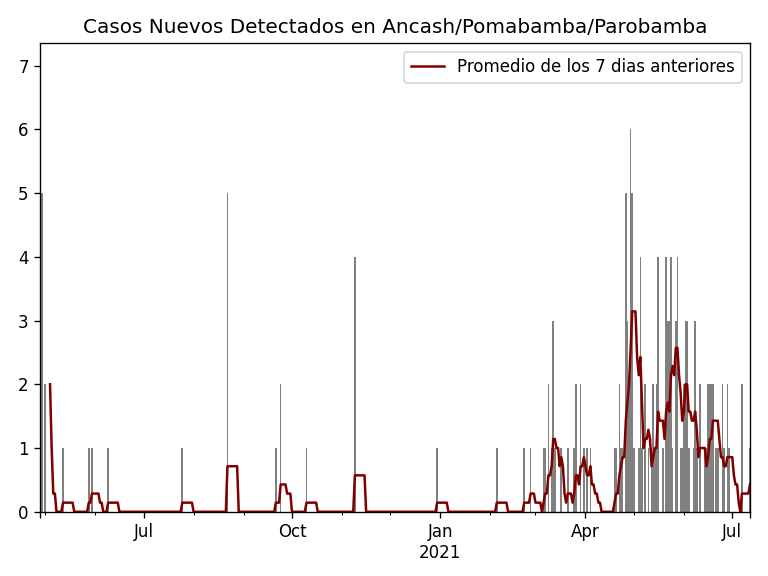 Casos Nuevos Detectados en Ancash/Pomabamba/Parobamba
Promedio de los 7 dias anteriores
7
6
5
4
3
2
1
0
Jul
Oct
Jan
2021
Apr
Jul